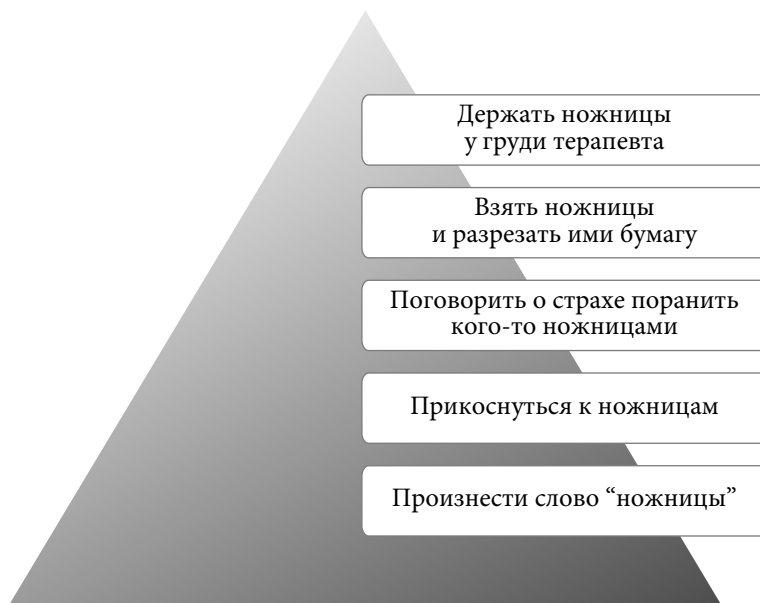 Держать ножницы
у груди терапевта
Взять ножницы
и разрезать ими бумагу
Поговорить о страхе поранить
кого-то ножницами
Прикоснуться к ножницам
Произнести слово “ножницы”